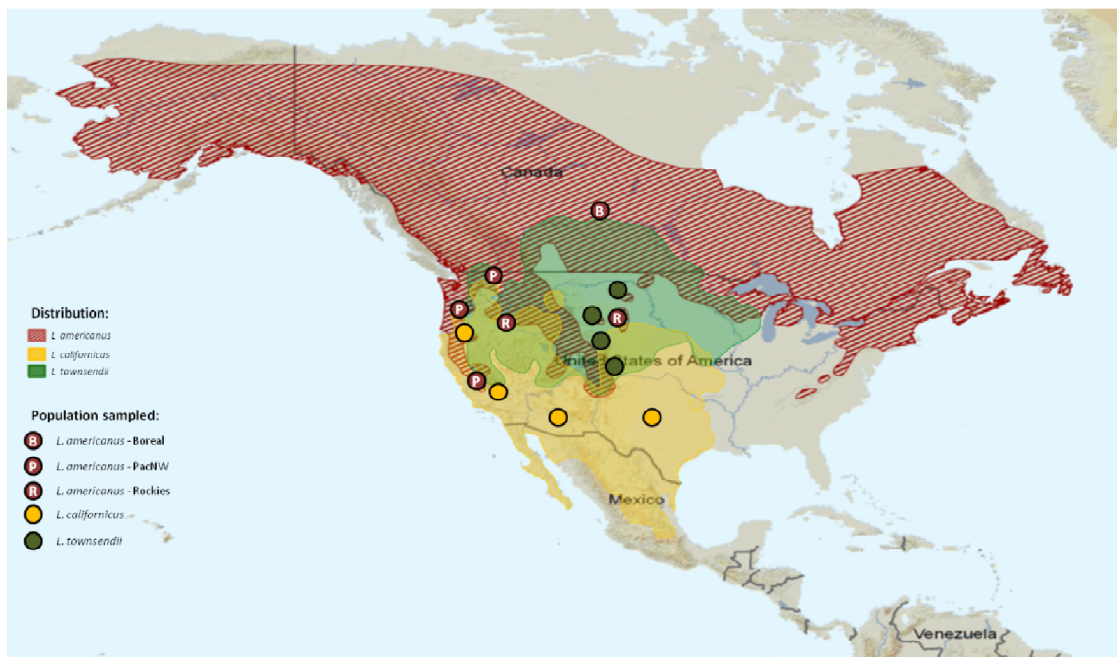 Canada
B
P
P
R
R
United States of America
P
Mexico
Venezuela
Distribution:
L. americanus
L. californicus
L. townsendii
Population sampled:
B L. americanus - Boreal
P L. americanus - PacNW
R L. americanus - Rockies
L. californicus
L. townsendii